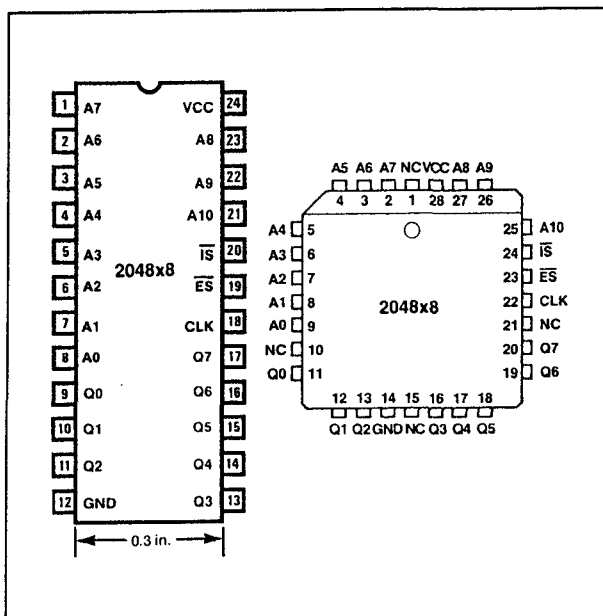 1 A7 VCC 24
2 A6 A8 23
3 A5 A9 22
4 A4 A10 21
5 A3 I̅S̅ 20
2048x8
6 A2 E̅S̅ 19
7 A1 CLK 18
8 A0 Q7 17
9 Q0 Q6 16
10 Q1 Q5 15
11 Q2 Q4 14
12 GND Q3 13
0.3 in.
A5 A6 A7 NC VCC A8 A9
4 3 2 1 28 27 26
A4 5 25 A10
A3 6 24 I̅S̅
A2 7 23 E̅S̅
A1 8 2048x8 22 CLK
A0 9 21 NC
NC 10 20 Q7
Q0 11 19 Q6
12 13 14 15 16 17 18
Q1 Q2 GND NC Q3 Q4 Q5